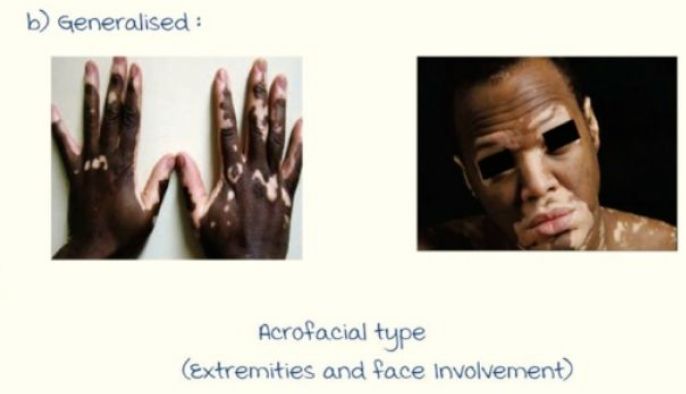 b) Generalised :
Acrofacial type
(Extremities and face Involvement)